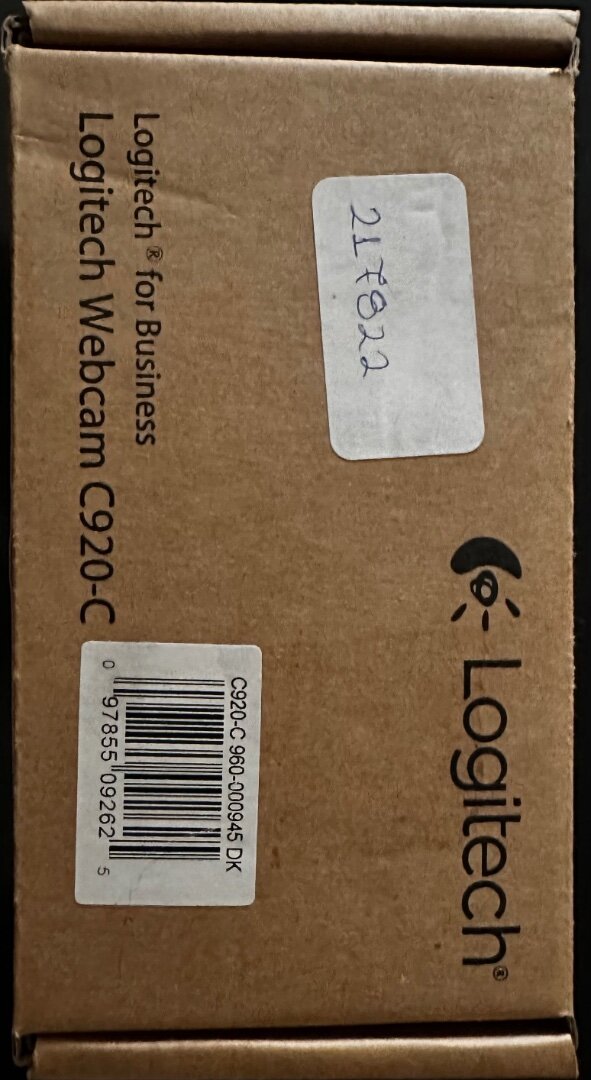 217822
Logitech®
Logitech® for Business
Logitech Webcam C920-C
C920-C 960-000945 DK
0 97855 09262 5